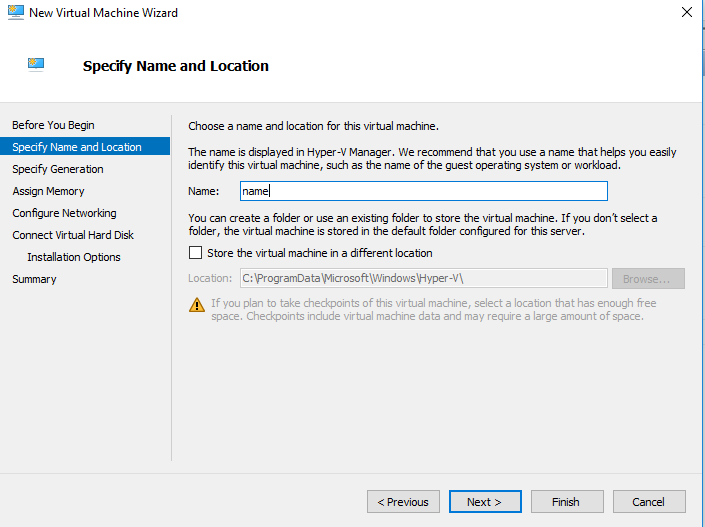 New Virtual Machine Wizard
Specify Name and Location
Before You Begin
Specify Name and Location
Specify Generation
Assign Memory
Configure Networking
Connect Virtual Hard Disk
Installation Options
Summary
Choose a name and location for this virtual machine.
The name is displayed in Hyper-V Manager. We recommend that you use a name that helps you easily
identify this virtual machine, such as the name of the guest operating system or workload.
Name: name
You can create a folder or use an existing folder to store the virtual machine. If you don't select a
folder, the virtual machine is stored in the default folder configured for this server.
Store the virtual machine in a different location
Location: C:\ProgramData\Microsoft\Windows\Hyper-V\ Browse...
If you plan to take checkpoints of this virtual machine, select a location that has enough free
space. Checkpoints include virtual machine data and may require a large amount of space.
< Previous Next > Finish Cancel